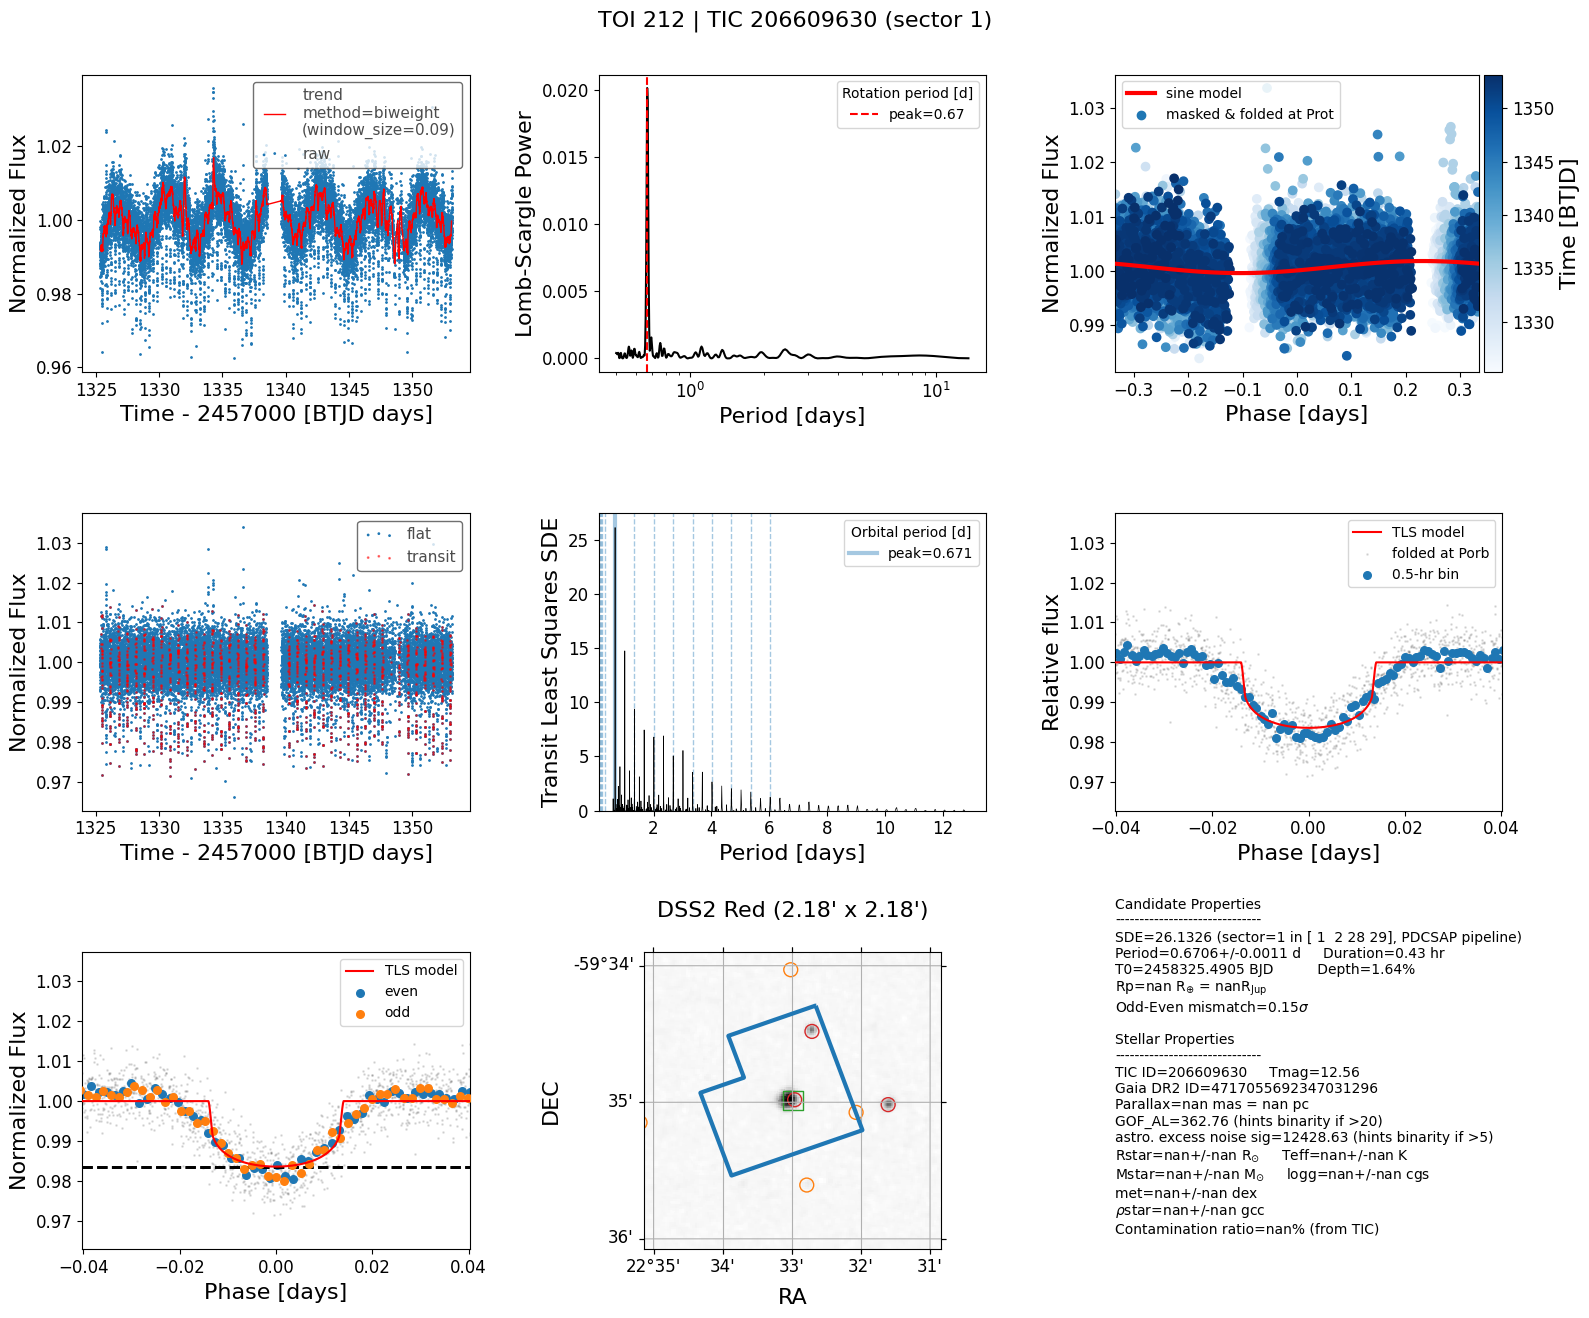 TOI 212 | TIC 206609630 (sector 1)
trend
method=biweight
(window_size=0.09)
raw
Normalized Flux
1.02
1.00
0.98
0.96
1325 1330 1335 1340 1345 1350
Time - 2457000 [BTJD days]
Rotation period [d]
peak=0.67
Lomb-Scargle Power
0.020
0.015
0.010
0.005
0.000
10^0 10^1
Period [days]
sine model
masked & folded at Prot
Normalized Flux
1.03
1.02
1.01
1.00
0.99
−0.3 −0.2 −0.1 0.0 0.1 0.2 0.3
Phase [days]
1350
1345
1340
1335
1330
Time [BTJD]
flat
transit
Normalized Flux
1.03
1.02
1.01
1.00
0.99
0.98
0.97
1325 1330 1335 1340 1345 1350
Time - 2457000 [BTJD days]
Orbital period [d]
peak=0.671
Transit Least Squares SDE
25
20
15
10
5
0
2 4 6 8 10 12
Period [days]
TLS model
folded at Porb
0.5-hr bin
Relative flux
1.03
1.02
1.01
1.00
0.99
0.98
0.97
−0.04 −0.02 0.00 0.02 0.04
Phase [days]
TLS model
even
odd
Normalized Flux
1.03
1.02
1.01
1.00
0.99
0.98
0.97
−0.04 −0.02 0.00 0.02 0.04
Phase [days]
DSS2 Red (2.18' x 2.18')
DEC
-59°34'
35'
36'
22°35' 34' 33' 32' 31'
RA
Candidate Properties
--------------------------------
SDE=26.1326 (sector=1 in [ 1  2 28 29], PDCSAP pipeline)
Period=0.6706+/-0.0011 d     Duration=0.43 hr
T0=2458325.4905 BJD          Depth=1.64%
Rp=nan R⊕ = nanRJup
Odd-Even mismatch=0.15σ
Stellar Properties
--------------------------------
TIC ID=206609630     Tmag=12.56
Gaia DR2 ID=4717055692347031296
Parallax=nan mas = nan pc
GOF_AL=362.76 (hints binarity if >20)
astro. excess noise sig=12428.63 (hints binarity if >5)
Rstar=nan+/-nan R⊙     Teff=nan+/-nan K
Mstar=nan+/-nan M⊙     logg=nan+/-nan cgs
met=nan+/-nan dex
ρstar=nan+/-nan gcc
Contamination ratio=nan% (from TIC)